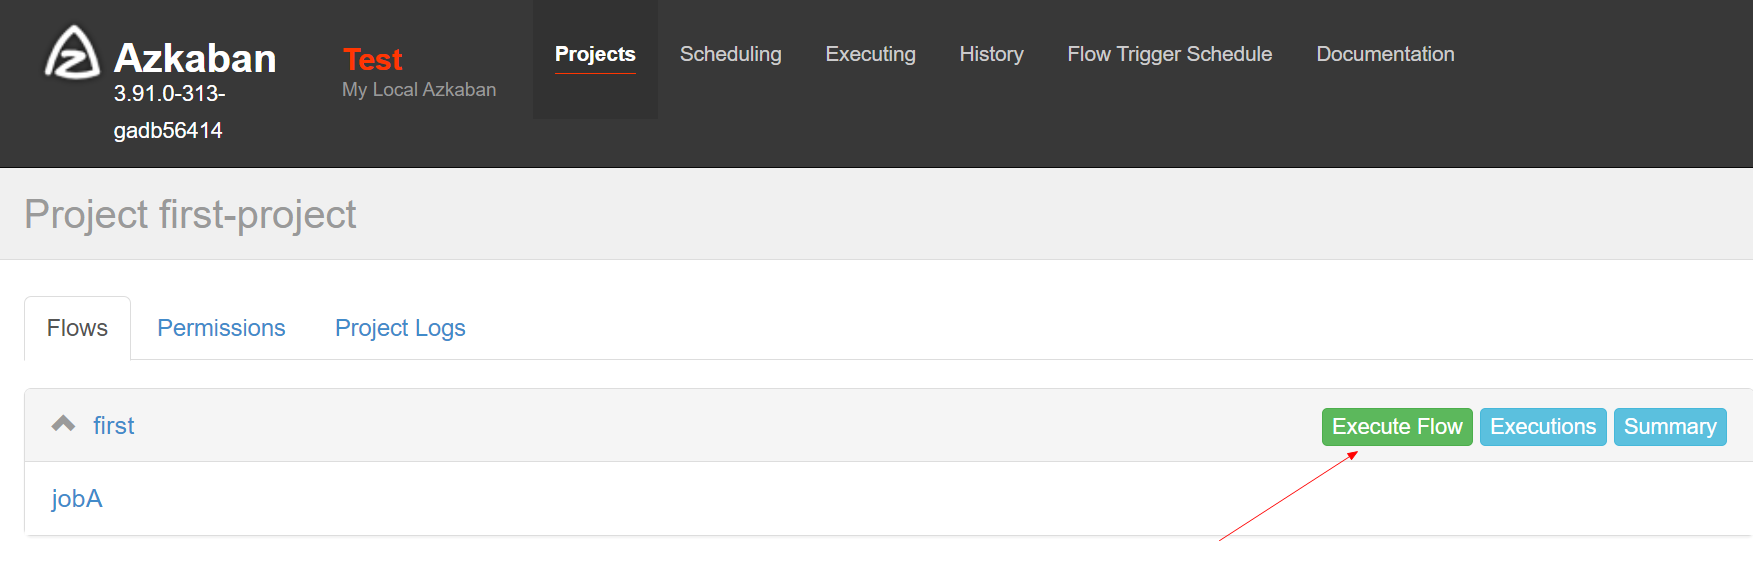 Azkaban
3.91.0-313-
gadb56414
Test
My Local Azkaban
Projects Scheduling Executing History Flow Trigger Schedule Documentation
Project first-project
Flows Permissions Project Logs
first Execute Flow Executions Summary
jobA